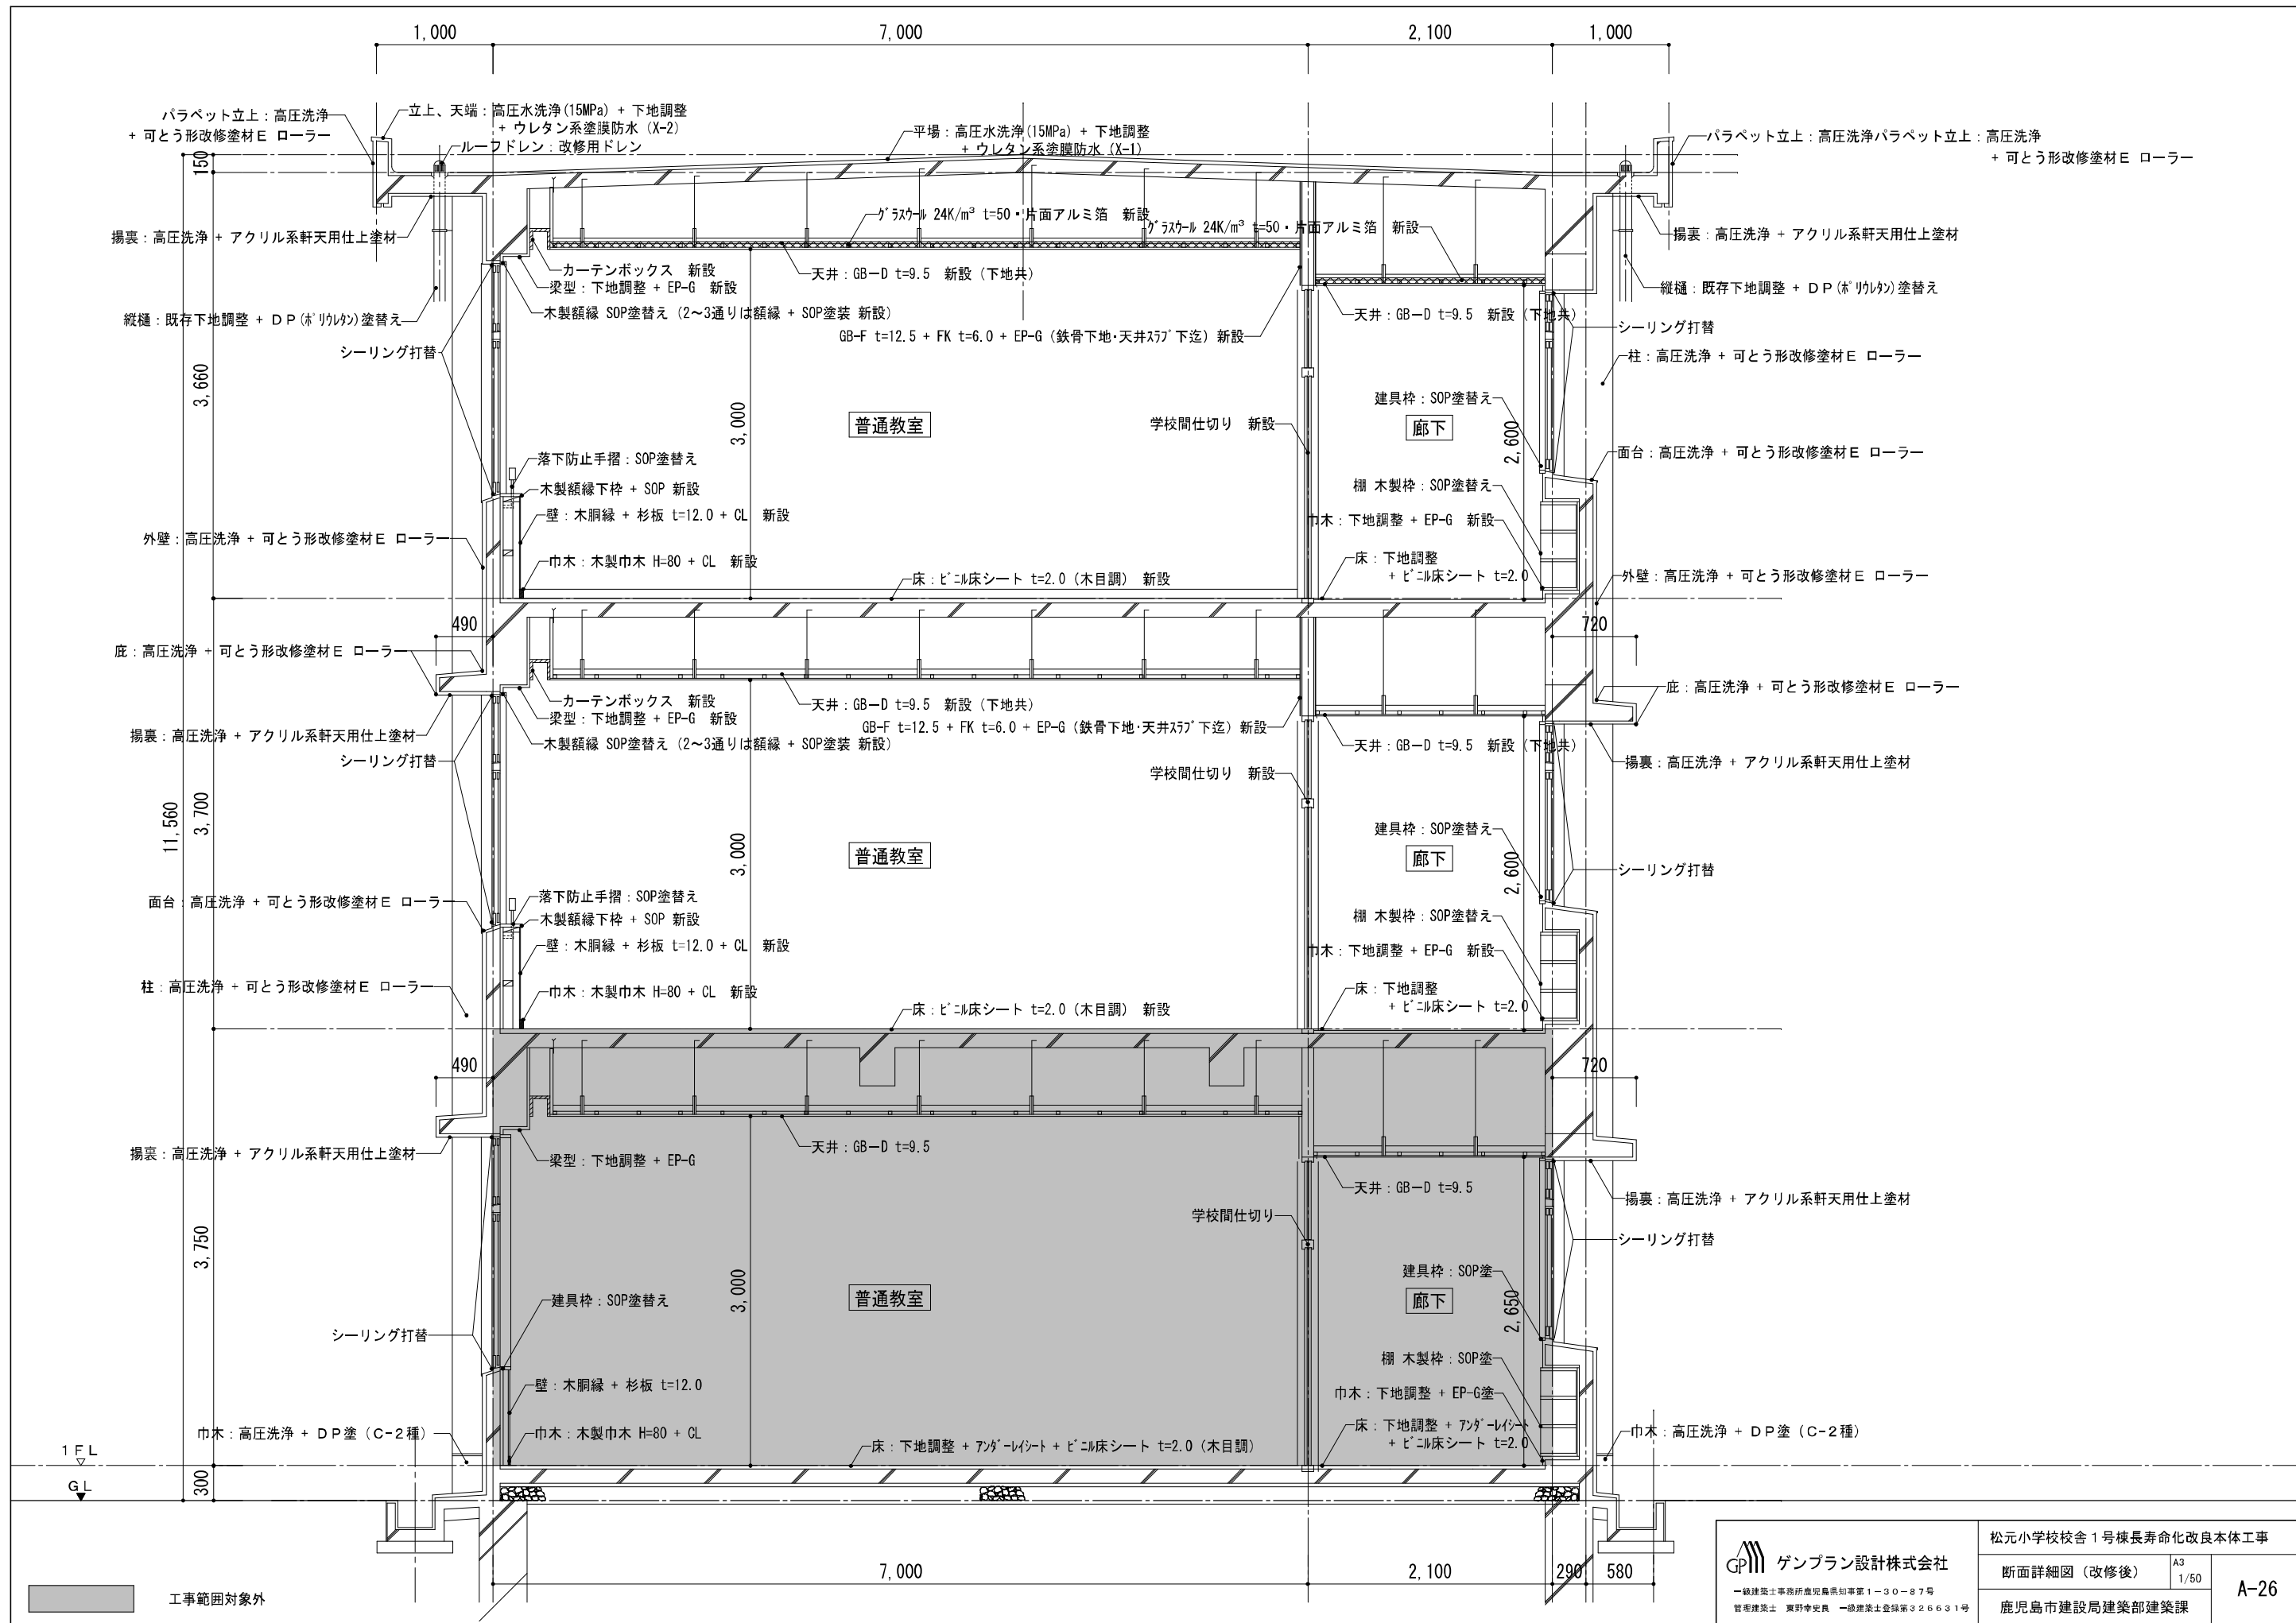 1,000
7,000
2,100
1,000
パラペット立上：高圧洗浄
+ 可とう形改修塗材Ｅ ローラー
立上、天端：高圧水洗浄(15MPa) + 下地調整
+ ウレタン系塗膜防水 (X-2)
ルーフドレン：改修用ドレン
平場：高圧水洗浄(15MPa) + 下地調整
+ ウレタン系塗膜防水 (X-1)
パラペット立上：高圧洗浄パラペット立上：高圧洗浄
+ 可とう形改修塗材Ｅ ローラー
150
揚裏：高圧洗浄 + アクリル系軒天用仕上塗材
ｸﾞﾗｽｳｰﾙ 24K/m³ t=50・片面アルミ箔　新設
ｸﾞﾗｽｳｰﾙ 24K/m³ t=50・片面アルミ箔　新設
揚裏：高圧洗浄 + アクリル系軒天用仕上塗材
カーテンボックス　新設
天井：GB－D t=9.5　新設（下地共）
梁型：下地調整 + EP-G　新設
縦樋：既存下地調整 + ＤＰ(ﾎﾟﾘｳﾚﾀﾝ)塗替え
縦樋：既存下地調整 + ＤＰ(ﾎﾟﾘｳﾚﾀﾝ)塗替え
木製額縁 SOP塗替え（2～3通りは額縁 + SOP塗装 新設）
天井：GB－D t=9.5　新設（下地共）
シーリング打替
GB-F t=12.5 + FK t=6.0 + EP-G（鉄骨下地・天井ｽﾗﾌﾞ下迄）新設
シーリング打替
柱：高圧洗浄 + 可とう形改修塗材Ｅ ローラー
3,660
3,000
普通教室
学校間仕切り　新設
建具枠：SOP塗替え
廊下
2,600
落下防止手摺：SOP塗替え
面台：高圧洗浄 + 可とう形改修塗材Ｅ ローラー
木製額縁下枠 + SOP 新設
棚 木製枠：SOP塗替え
壁：木胴縁 + 杉板 t=12.0 + CL　新設
巾木：下地調整 + EP-G　新設
外壁：高圧洗浄 + 可とう形改修塗材Ｅ ローラー
巾木：木製巾木 H=80 + CL　新設
床：下地調整
+ ﾋﾞﾆﾙ床シート t=2.0
床：ﾋﾞﾆﾙ床シート t=2.0（木目調）　新設
外壁：高圧洗浄 + 可とう形改修塗材Ｅ ローラー
490
720
庇：高圧洗浄 + 可とう形改修塗材Ｅ ローラー
庇：高圧洗浄 + 可とう形改修塗材Ｅ ローラー
カーテンボックス　新設
天井：GB－D t=9.5　新設（下地共）
梁型：下地調整 + EP-G　新設
GB-F t=12.5 + FK t=6.0 + EP-G（鉄骨下地・天井ｽﾗﾌﾞ下迄）新設
揚裏：高圧洗浄 + アクリル系軒天用仕上塗材
木製額縁 SOP塗替え（2～3通りは額縁 + SOP塗装 新設）
天井：GB－D t=9.5　新設（下地共）
シーリング打替
揚裏：高圧洗浄 + アクリル系軒天用仕上塗材
学校間仕切り　新設
11,560
3,700
3,000
普通教室
建具枠：SOP塗替え
廊下
2,600
シーリング打替
面台：高圧洗浄 + 可とう形改修塗材Ｅ ローラー
落下防止手摺：SOP塗替え
木製額縁下枠 + SOP 新設
棚 木製枠：SOP塗替え
壁：木胴縁 + 杉板 t=12.0 + CL　新設
巾木：下地調整 + EP-G　新設
柱：高圧洗浄 + 可とう形改修塗材Ｅ ローラー
巾木：木製巾木 H=80 + CL　新設
床：下地調整
+ ﾋﾞﾆﾙ床シート t=2.0
床：ﾋﾞﾆﾙ床シート t=2.0（木目調）　新設
490
720
揚裏：高圧洗浄 + アクリル系軒天用仕上塗材
梁型：下地調整 + EP-G
天井：GB－D t=9.5
天井：GB－D t=9.5
揚裏：高圧洗浄 + アクリル系軒天用仕上塗材
学校間仕切り
シーリング打替
3,750
3,000
普通教室
建具枠：SOP塗
廊下
2,650
建具枠：SOP塗替え
シーリング打替
棚 木製枠：SOP塗
壁：木胴縁 + 杉板 t=12.0
巾木：下地調整 + EP-G塗
巾木：高圧洗浄 + ＤＰ塗（C-2種）
巾木：木製巾木 H=80 + CL
床：下地調整 + ｱﾝﾀﾞｰﾚｲｼｰﾄ + ﾋﾞﾆﾙ床シート t=2.0（木目調）
床：下地調整 + ｱﾝﾀﾞｰﾚｲｼｰﾄ
+ ﾋﾞﾆﾙ床シート t=2.0
巾木：高圧洗浄 + ＤＰ塗（C-2種）
１ＦＬ
ＧＬ
300
7,000
2,100
290
580
工事範囲対象外
GP
ゲンプラン設計株式会社
一級建築士事務所鹿児島県知事第１－３０－８７号
管理建築士　東野幸史良　一級建築士登録第３２６６３１号
松元小学校校舎１号棟長寿命化改良本体工事
断面詳細図（改修後）
A3
1/50
A-26
鹿児島市建設局建築部建築課